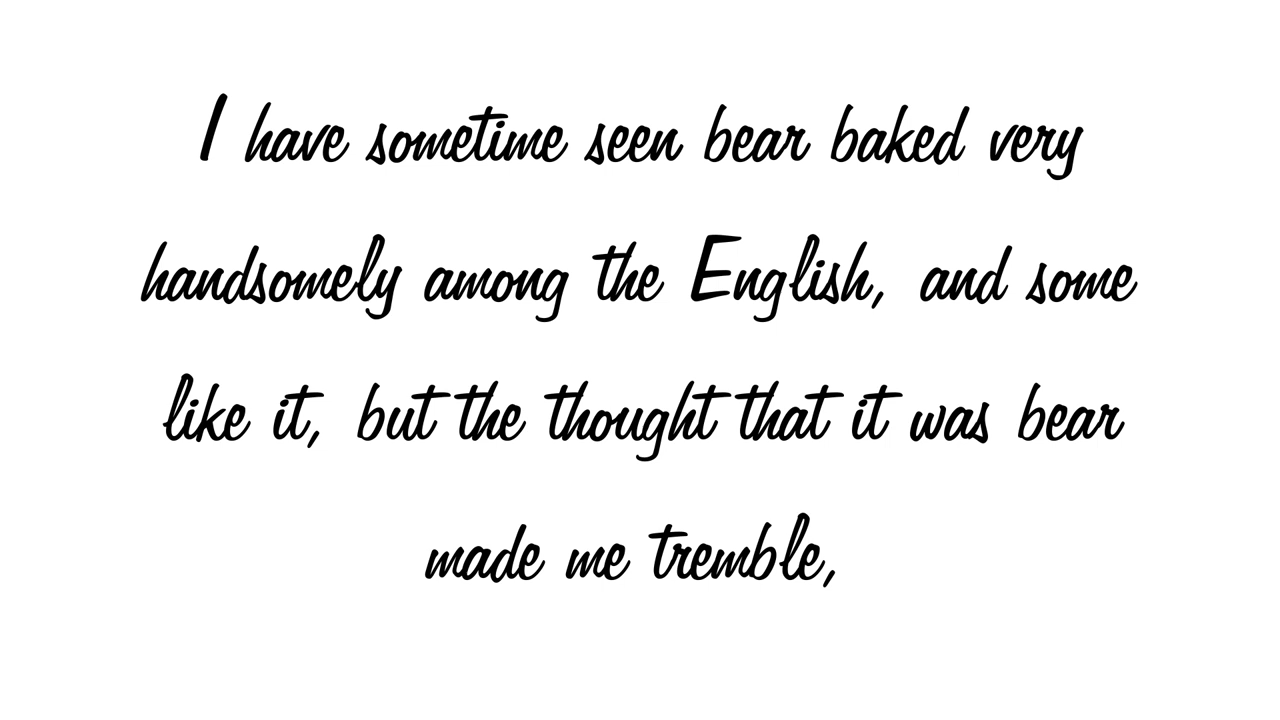 I have sometime seen bear baked very
handsomely among the English, and some
like it, but the thought that it was bear
made me tremble,